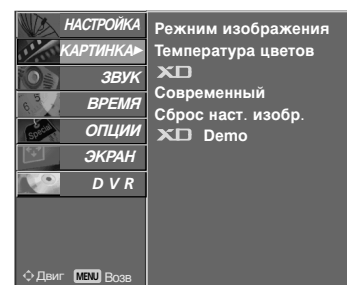 НАСТРОЙКА
КАРТИНКА►
ЗВУК
ВРЕМЯ
ОПЦИИ
ЭКРАН
D V R
Режним изображения
Температура цветов
XD
Современный
Сброс наст. изобр.
XD Demo
Двиг MENU Возв